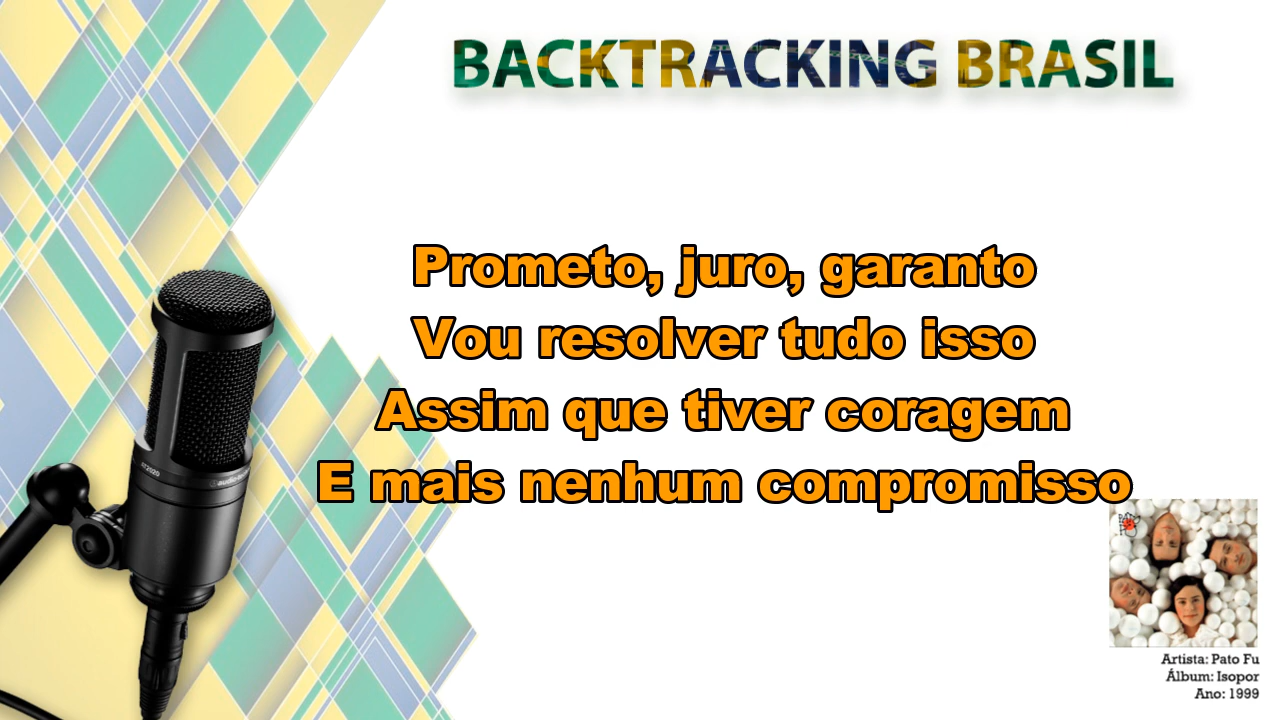 BACKTRACKING BRASIL
Prometo, juro, garanto
Vou resolver tudo isso
Assim que tiver coragem
E mais nenhum compromisso
AT2020
Artista: Pato Fu
Álbum: Isopor
Ano: 1999